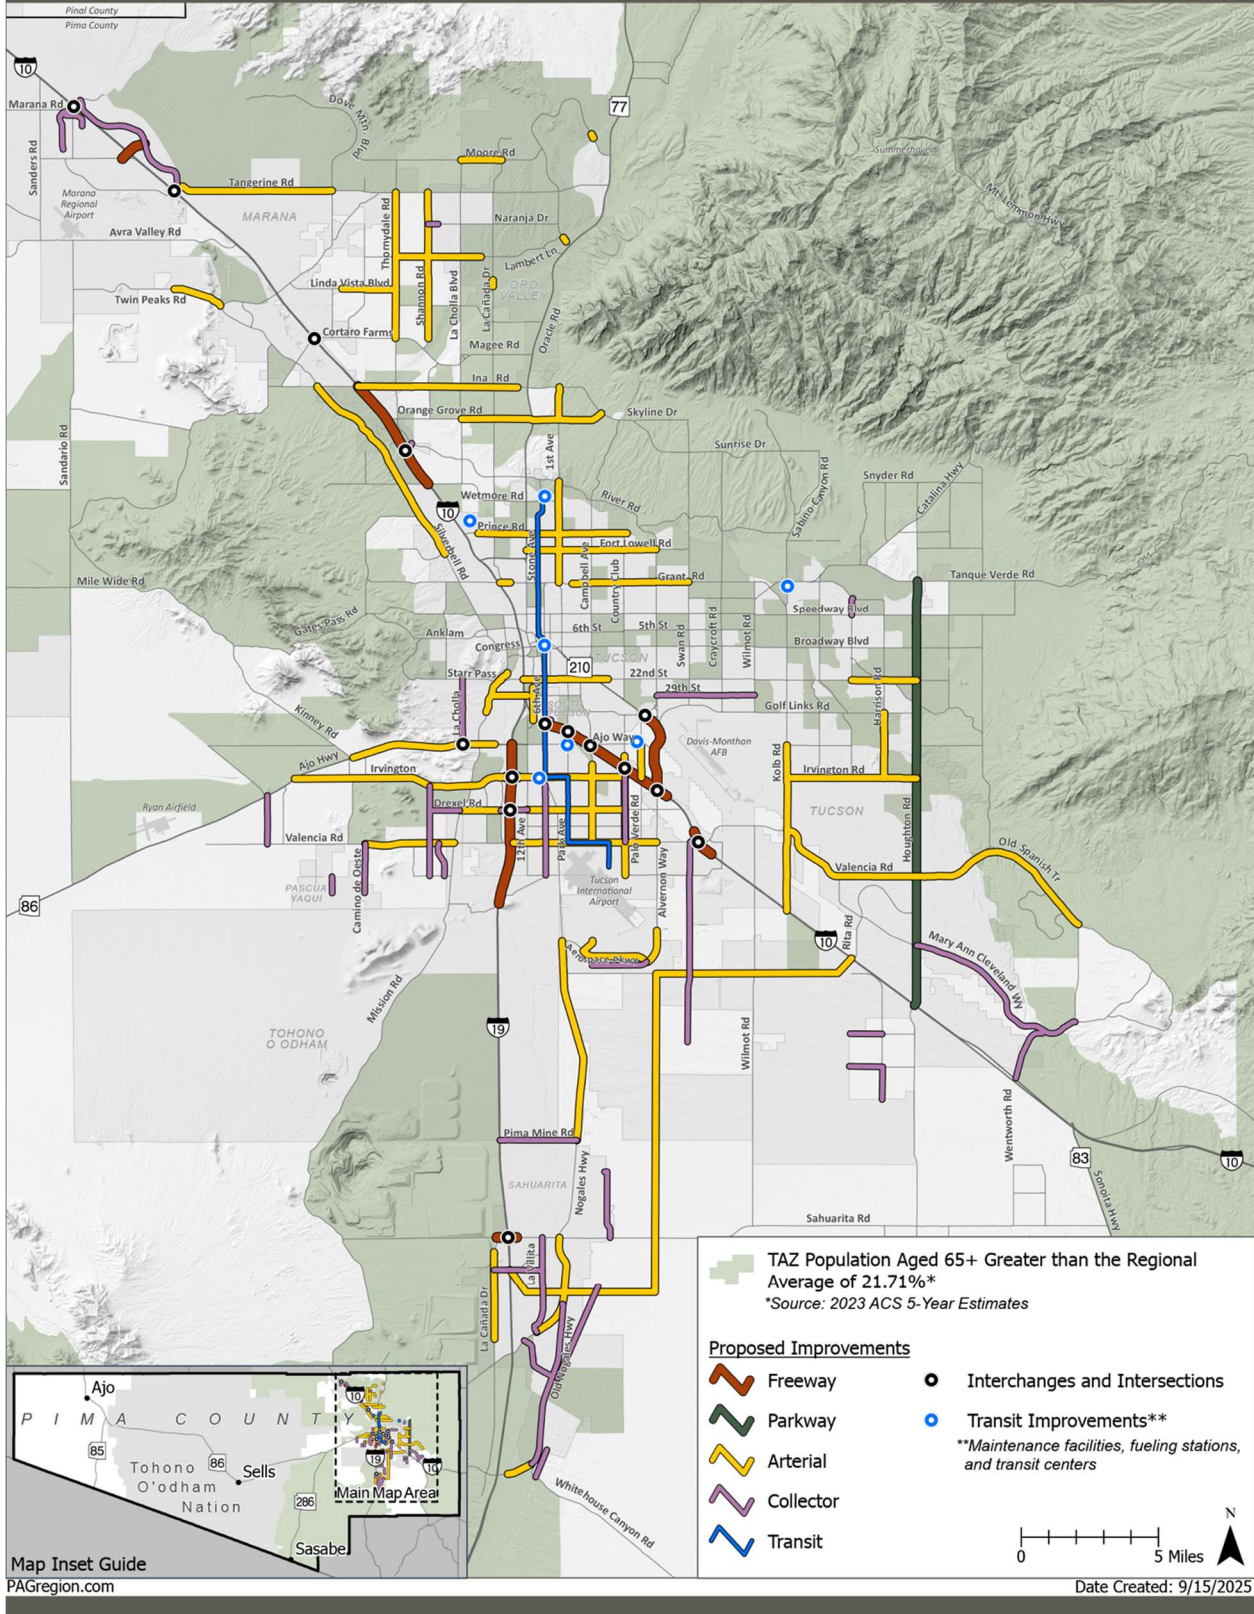 Pinal County
Pima County
10
77
Marana Rd
Dove Mtn. Blvd
Summerhaven
Sanders Rd
Moore Rd
Tangerine Rd
Mt. Lemmon Hwy
Marana
Regional
Airport
MARANA
Thornydale Rd
Naranja Dr
Avra Valley Rd
Lambert Ln
Shannon Rd
La Cholla Blvd
La Cañada Dr
Linda Vista Blvd
ORO
VALLEY
Twin Peaks Rd
Oracle Rd
Cortaro Farms
Magee Rd
Ina Rd
Orange Grove Rd
Skyline Dr
Sandario Rd
1st Ave
Sunrise Dr
Sabino Canyon Rd
Snyder Rd
Catalina Hwy
Wetmore Rd
River Rd
10
Prince Rd
Silverbell Rd
Stone Ave
Fort Lowell Rd
Campbell Ave
Country Club
Mile Wide Rd
Grant Rd
Tanque Verde Rd
Gates Pass Rd
Speedway Blvd
6th St
5th St
Anklam
Swan Rd
Craycroft Rd
Wilmot Rd
Broadway Blvd
Congress
TUCSON
210
Starr Pass
22nd St
6th Ave
29th St
Harrison Rd
La Cholla
Golf Links Rd
Kinney Rd
Ajo Way
Davis-Monthan
AFB
Ajo Hwy
Kolb Rd
Irvington
Irvington Rd
Ryan Airfield
Drexel Rd
TUCSON
Houghton Rd
Valencia Rd
12th Ave
Park Ave
Palo Verde Rd
Old Spanish Tr
Valencia Rd
PASCUA
YAQUI
Camino de Oeste
Tucson
International
Airport
Alvernon Way
86
Rita Rd
10
Aerospace Pkwy
Mary Ann Cleveland Wy
Mission Rd
19
TOHONO
O ODHAM
Wilmot Rd
Wentworth Rd
Pima Mine Rd
83
10
Nogales Hwy
SAHUARITA
Sonoita Hwy
Sahuarita Rd
La Villita
La Cañada Dr
Old Nogales Hwy
Whitehouse Canyon Rd
TAZ Population Aged 65+ Greater than the Regional
Average of 21.71%*
*Source: 2023 ACS 5-Year Estimates
Proposed Improvements
Freeway
Parkway
Arterial
Collector
Transit
Interchanges and Intersections
Transit Improvements**
**Maintenance facilities, fueling stations,
and transit centers
N
0 5 Miles
Ajo
10
PIMA COUNTY
85
86
Tohono
O'odham
Nation
Sells
19
10
286
Main Map Area
Sasabe
Map Inset Guide
PAGregion.com
Date Created: 9/15/2025